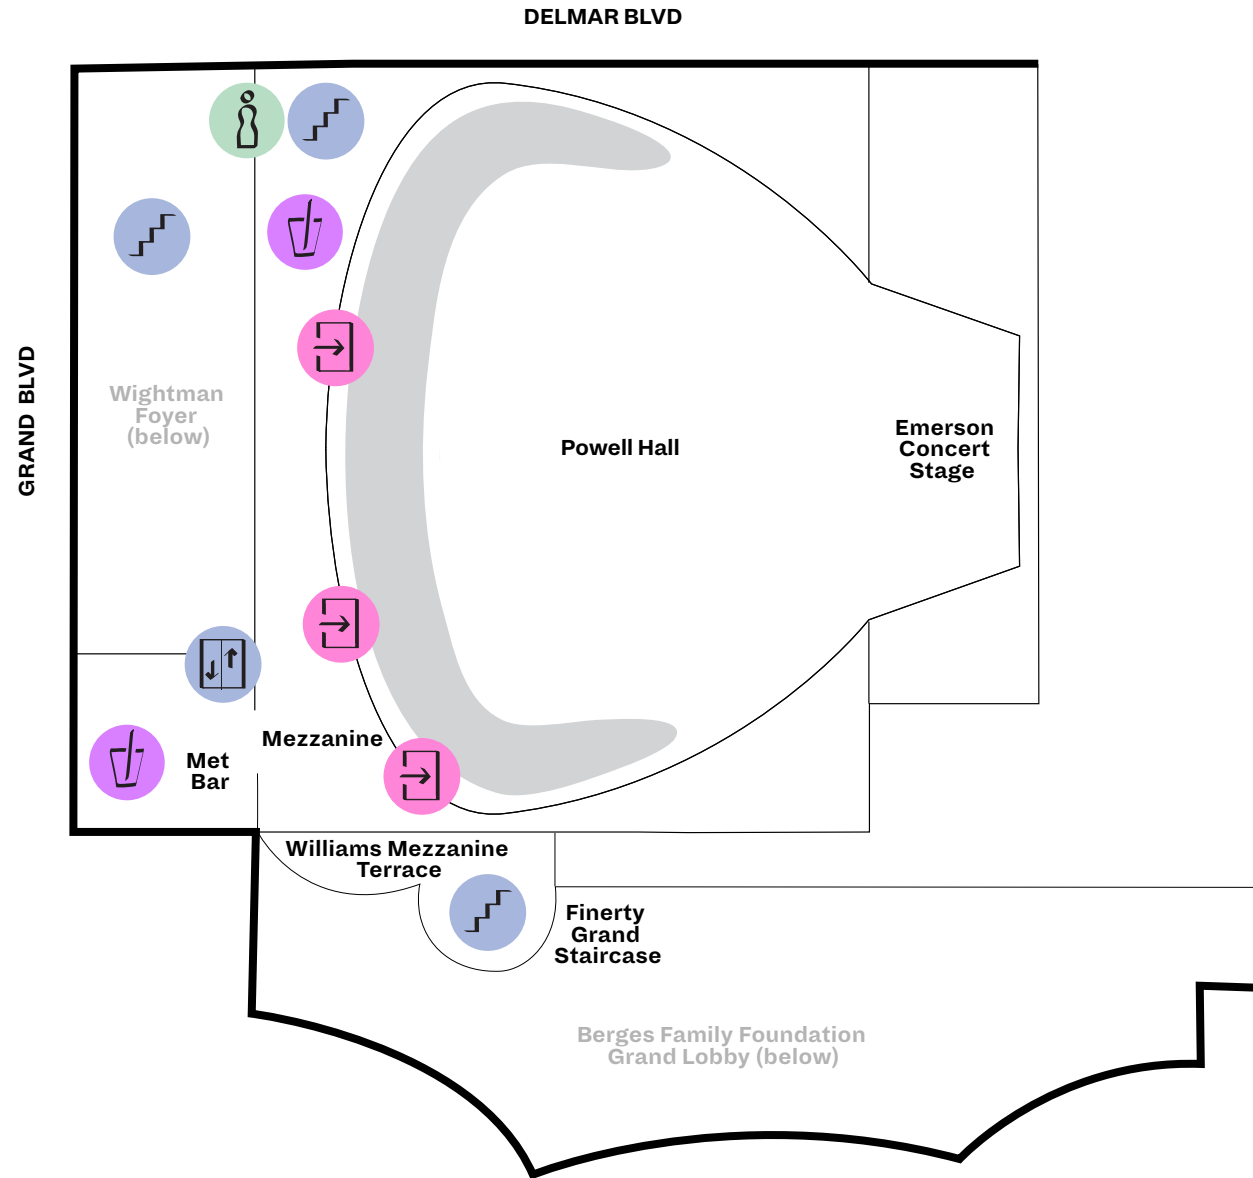 DELMAR BLVD
GRAND BLVD
Wightman
Foyer
(below)
Powell Hall
Emerson
Concert
Stage
Mezzanine
Met
Bar
Williams Mezzanine
Terrace
Finerty
Grand
Staircase
Berges Family Foundation
Grand Lobby (below)